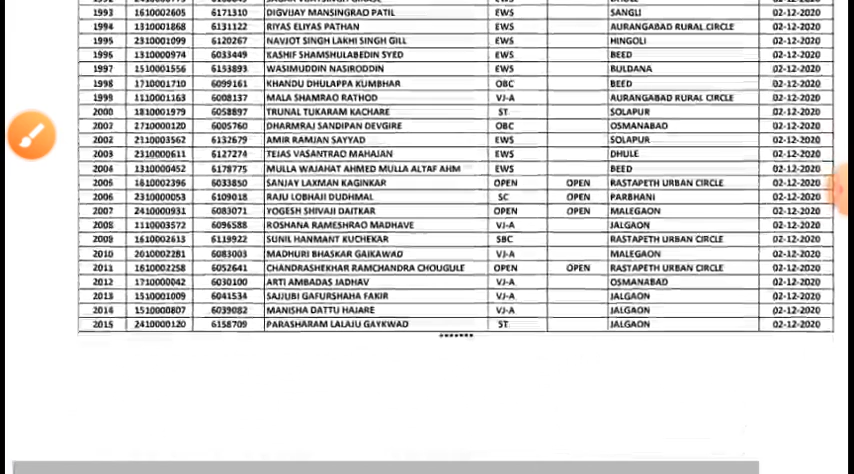 1993 1610002605 6171310 DIGVIJAY MANSINGRAD PATIL EWS SANGLI 02-12-2020
1994 1310001868 6131122 RIYAS ELIYAS PATHAN EWS AURANGABAD RURAL CIRCLE 02-12-2020
1995 2310001099 6120267 NAVJOT SINGH LAKHI SINGH GILL EWS HINGOLI 02-12-2020
1996 1310000974 6033449 KASHIF SHAMSHULABEDIN SYED EWS BEED 02-12-2020
1997 1510001556 6153893 WASIMUDDIN NASIRODDIN EWS BULDANA 02-12-2020
1998 1710001710 6099161 KHANDU DHULAPPA KUMBHAR OBC BEED 02-12-2020
1999 1110001163 6008137 MALA SHAMRAO RATHOD VJ-A AURANGABAD RURAL CIRCLE 02-12-2020
2000 1810001979 6058897 TRUNAL TUKARAM KACHARE ST SOLAPUR 02-12-2020
2002 2710000120 6005760 DHARMRAJ SANDIPAN DEVGIRE OBC OSMANABAD 02-12-2020
2002 2110003562 6132679 AMIR RAMJAN SAYYAD EWS SOLAPUR 02-12-2020
2003 2310000611 6127274 TEJAS VASANTRAO MAHAJAN EWS DHULE 02-12-2020
2004 1310000452 6178775 MULLA WAJAHAT AHMED MULLA ALTAF AHM EWS BEED 02-12-2020
2005 1610002396 6033850 SANJAY LAXMAN KAGINKAR OPEN OPEN RASTAPETH URBAN CIRCLE 02-12-2020
2006 2310000053 6109018 RAJU LOBHAJI DUDHMAL SC OPEN PARBHANI 02-12-2020
2007 2410000931 6083071 YOGESH SHIVAJI DAITKAR OPEN OPEN MALEGAON 02-12-2020
2008 1110003572 6096588 ROSHANA RAMESHRAO MADHAVE VJ-A JALGAON 02-12-2020
2009 1610002613 6119922 SUNIL HANMANT KUCHEKAR SBC RASTAPETH URBAN CIRCLE 02-12-2020
2010 2010002281 6083003 MADHURI BHASKAR GAIKAWAD VJ-A MALEGAON 02-12-2020
2011 1610002258 6052641 CHANDRASHEKHAR RAMCHANDRA CHOUGULE OPEN OPEN RASTAPETH URBAN CIRCLE 02-12-2020
2012 1710000042 6030100 ARTI AMBADAS JADHAV VJ-A OSMANABAD 02-12-2020
2013 1510001009 6041534 SAJJUBI GAFURSHAHA FAKIR VJ-A JALGAON 02-12-2020
2014 1510000807 6039082 MANISHA DATTU HAJARE VJ-A JALGAON 02-12-2020
2015 2410000120 6158709 PARASHARAM LALAJU GAYKWAD ST JALGAON 02-12-2020
*******